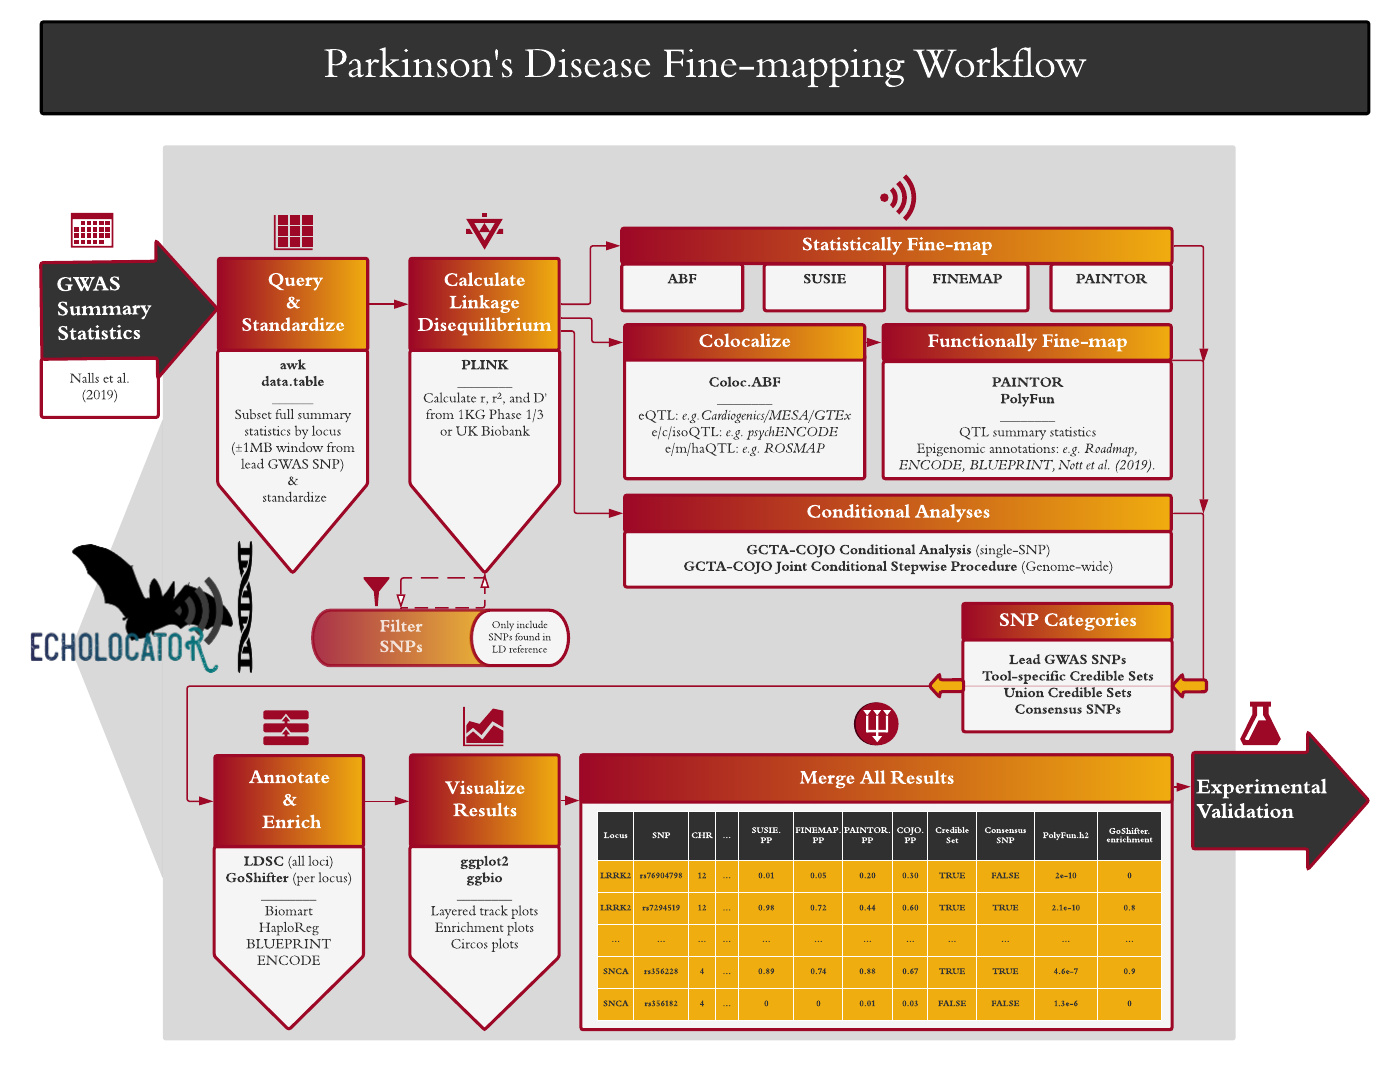 Parkinson's Disease Fine-mapping Workflow
GWAS
Summary
Statistics
Nalls et al.
(2019)
Query
&
Standardize
awk
data.table
Subset full summary
statistics by locus
(±1MB window from
lead GWAS SNP)
&
standardize
Calculate
Linkage
Disequilibrium
PLINK
Calculate r, r², and D'
from 1KG Phase 1/3
or UK Biobank
Filter
SNPs
Only include
SNPs found in
LD reference
Statistically Fine-map
ABF
SUSIE
FINEMAP
PAINTOR
Colocalize
Coloc.ABF
eQTL: e.g. Cardiogenics/MESA/GTEx
e/c/isoQTL: e.g. psychENCODE
e/m/haQTL: e.g. ROSMAP
Functionally Fine-map
PAINTOR
PolyFun
QTL summary statistics
Epigenomic annotations: e.g. Roadmap,
ENCODE, BLUEPRINT, Nott et al. (2019).
Conditional Analyses
GCTA-COJO Conditional Analysis (single-SNP)
GCTA-COJO Joint Conditional Stepwise Procedure (Genome-wide)
SNP Categories
Lead GWAS SNPs
Tool-specific Credible Sets
Union Credible Sets
Consensus SNPs
ECHOLOCATOR
Annotate
&
Enrich
LDSC (all loci)
GoShifter (per locus)
Biomart
HaploReg
BLUEPRINT
ENCODE
Visualize
Results
ggplot2
ggbio
Layered track plots
Enrichment plots
Circos plots
Merge All Results
Locus SNP CHR ... SUSIE. PP FINEMAP. PP PAINTOR. PP COJO. PP Credible Set Consensus SNP PolyFun.h2 GoShifter. enrichment
LRRK2 rs76904798 12 ... 0.01 0.05 0.20 0.30 TRUE FALSE 2e-10 0
LRRK2 rs7294519 12 ... 0.98 0.72 0.44 0.60 TRUE TRUE 2.1e-10 0.8
... ... ... ... ... ... ... ... ... ... ... ...
SNCA rs356228 4 ... 0.89 0.74 0.88 0.67 TRUE TRUE 4.6e-7 0.9
SNCA rs356182 4 ... 0 0 0.01 0.03 FALSE FALSE 1.3e-6 0
Experimental
Validation